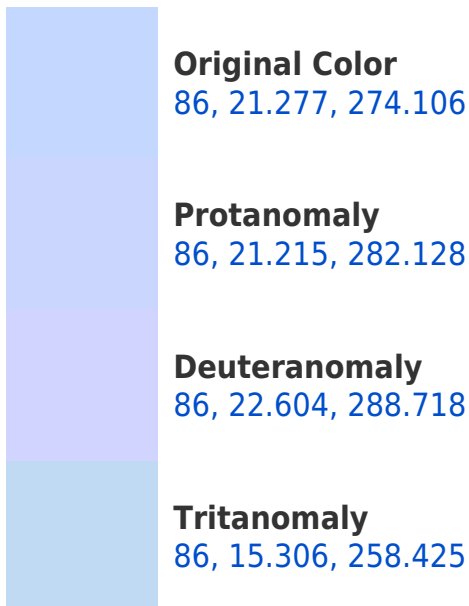 Original Color
86, 21.277, 274.106
Protanomaly
86, 21.215, 282.128
Deuteranomaly
86, 22.604, 288.718
Tritanomaly
86, 15.306, 258.425